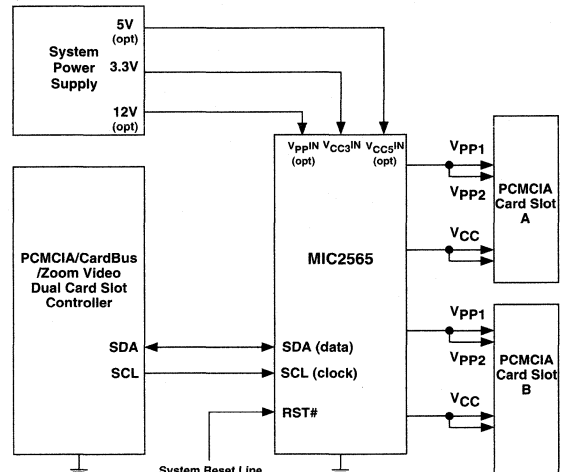 5V
(opt)
System
Power
Supply
3.3V
12V
(opt)
VPPIN VCC3IN VCC5IN
(opt) (opt)
VPP1
VPP2
VCC
PCMCIA
Card Slot
A
PCMCIA/CardBus
/Zoom Video
Dual Card Slot
Controller
MIC2565
SDA
SCL
SDA (data)
SCL (clock)
RST#
VPP1
VPP2
VCC
PCMCIA
Card Slot
B
System Reset Line